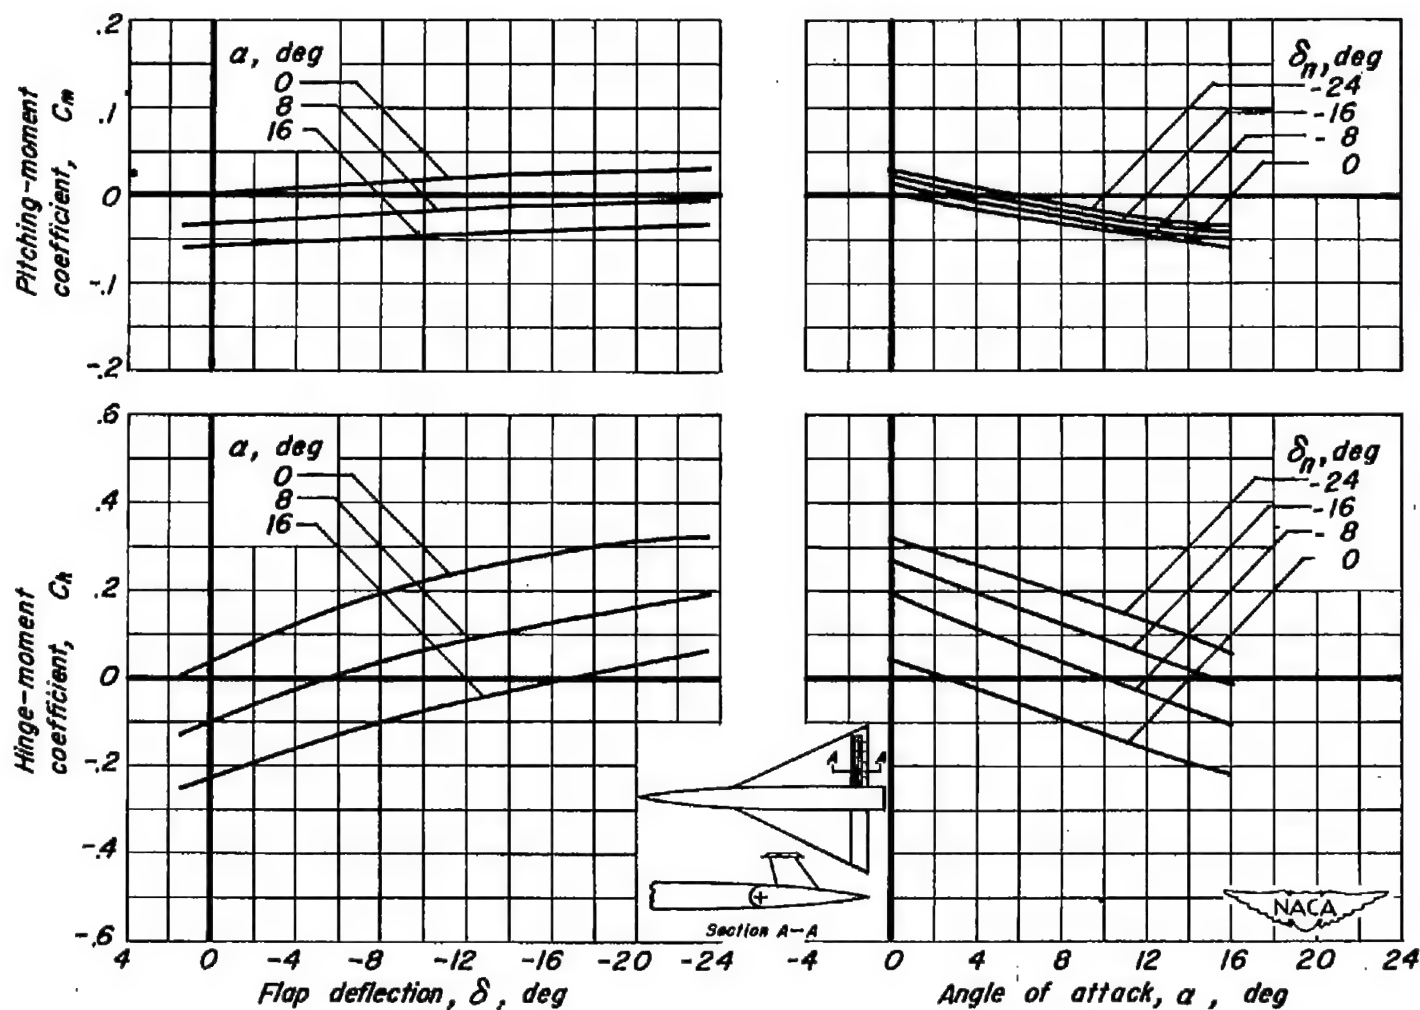 .2
.1
0
-.1
-.2
Pitching-moment
coefficient, Cm
α, deg
0
8
16
δn, deg
-24
-16
-8
0
.6
.4
.2
0
-.2
-.4
-.6
Hinge-moment
coefficient, Ch
α, deg
0
8
16
δn, deg
-24
-16
-8
0
A A
Section A-A
NACA
4 0 -4 -8 -12 -16 -20 -24
Flap deflection, δ, deg
-4 0 4 8 12 16 20 24
Angle of attack, α, deg